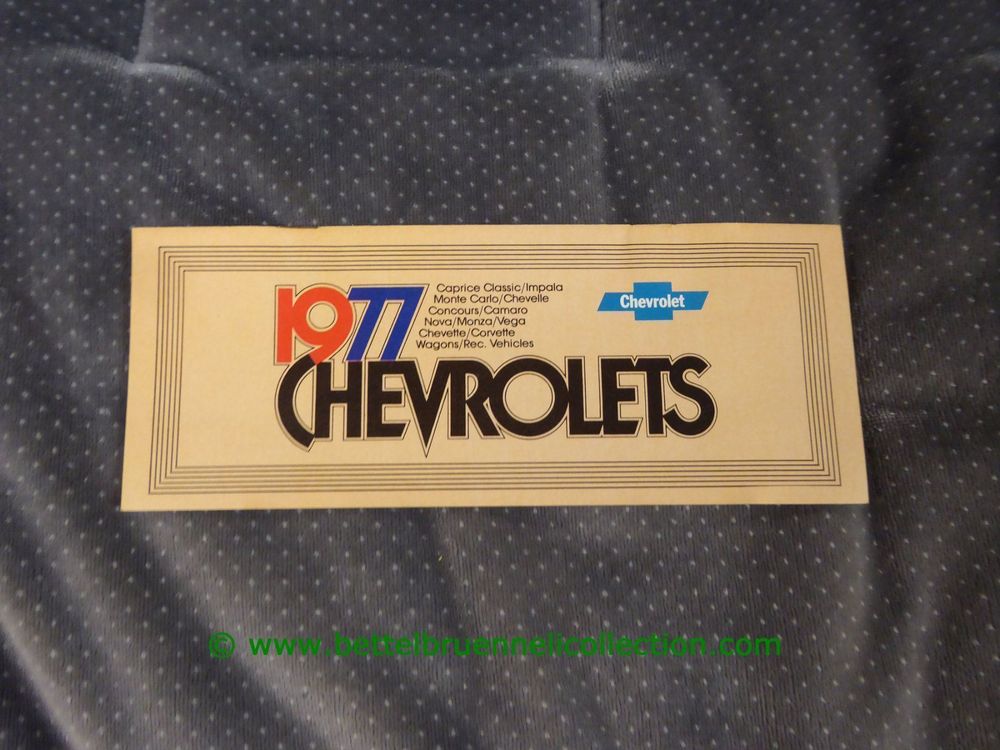 1977
Caprice Classic/Impala
Monte Carlo/Chevelle
Concours/Camaro
Nova/Monza/Vega
Chevette/Corvette
Wagons/Rec. Vehicles
Chevrolet
CHEVROLETS
© www.bettelbruennelicollection.com